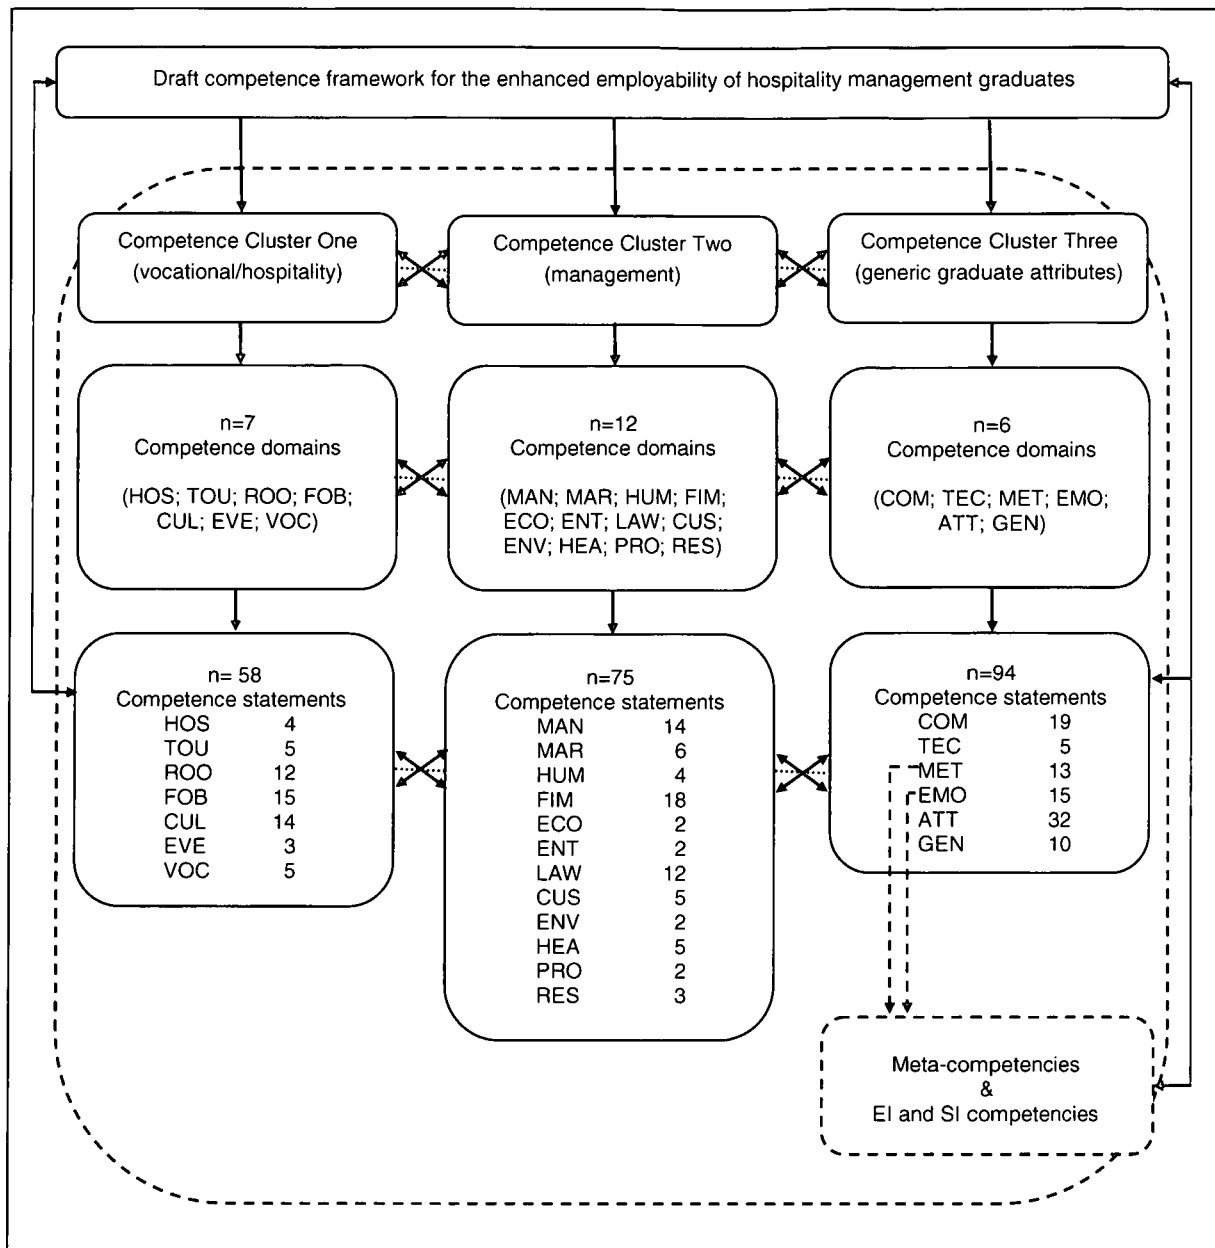 Draft competence framework for the enhanced employability of hospitality management graduates
Competence Cluster One
(vocational/hospitality)
Competence Cluster Two
(management)
Competence Cluster Three
(generic graduate attributes)
n=7
Competence domains
(HOS; TOU; ROO; FOB;
CUL; EVE; VOC)
n=12
Competence domains
(MAN; MAR; HUM; FIM;
ECO; ENT; LAW; CUS;
ENV; HEA; PRO; RES)
n=6
Competence domains
(COM; TEC; MET; EMO;
ATT; GEN)
n= 58
Competence statements
HOS 4
TOU 5
ROO 12
FOB 15
CUL 14
EVE 3
VOC 5
n=75
Competence statements
MAN 14
MAR 6
HUM 4
FIM 18
ECO 2
ENT 2
LAW 12
CUS 5
ENV 2
HEA 5
PRO 2
RES 3
n=94
Competence statements
COM 19
TEC 5
MET 13
EMO 15
ATT 32
GEN 10
Meta-competencies
&
EI and SI competencies